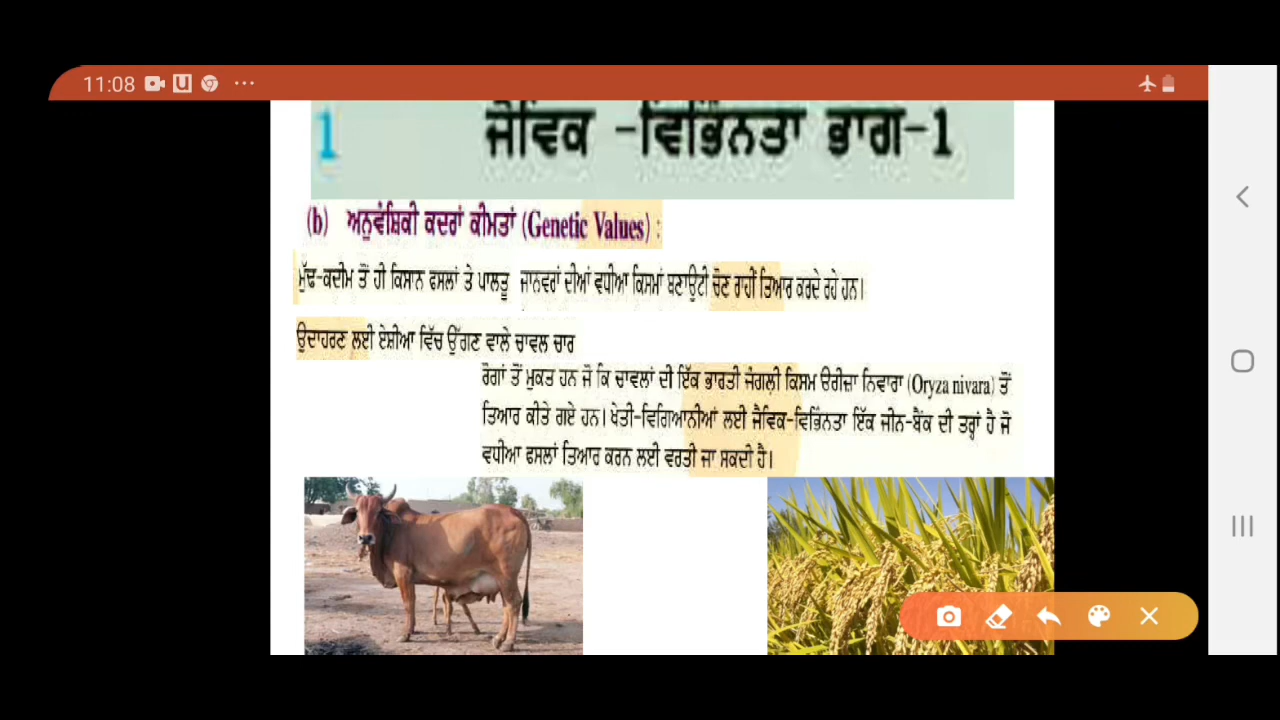 11:08
1 ਜੈਵਿਕ -ਵਿਭਿੰਨਤਾ ਭਾਗ-1
(b) ਅਨੁਵੰਸ਼ਿਕੀ ਕਦਰਾਂ ਕੀਮਤਾਂ (Genetic Values) :
ਮੁੱਢ-ਕਦੀਮ ਤੋਂ ਹੀ ਕਿਸਾਨ ਫਸਲਾਂ ਤੇ ਪਾਲਤੂ ਜਾਨਵਰਾਂ ਦੀਆਂ ਵਧੀਆ ਕਿਸਮਾਂ ਬਣਾਉਟੀ ਚੋਣ ਰਾਹੀਂ ਤਿਆਰ ਕਰਦੇ ਰਹੇ ਹਨ।
ਉਦਾਹਰਣ ਲਈ ਏਸ਼ੀਆ ਵਿੱਚ ਉੱਗਣ ਵਾਲੇ ਚਾਵਲ ਚਾਰ
ਰੋਗਾਂ ਤੋਂ ਮੁਕਤ ਹਨ ਜੋ ਕਿ ਚਾਵਲਾਂ ਦੀ ਇੱਕ ਭਾਰਤੀ ਜੰਗਲੀ ਕਿਸਮ ਓਰੀਜ਼ਾ ਨਿਵਾਰਾ (Oryza nivara) ਤੋਂ
ਤਿਆਰ ਕੀਤੇ ਗਏ ਹਨ। ਖੇਤੀ-ਵਿਗਿਆਨੀਆਂ ਲਈ ਜੈਵਿਕ-ਵਿਭਿੰਨਤਾ ਇੱਕ ਜੀਨ-ਬੈਂਕ ਦੀ ਤਰ੍ਹਾਂ ਹੈ ਜੋ
ਵਧੀਆ ਫਸਲਾਂ ਤਿਆਰ ਕਰਨ ਲਈ ਵਰਤੀ ਜਾ ਸਕਦੀ ਹੈ।